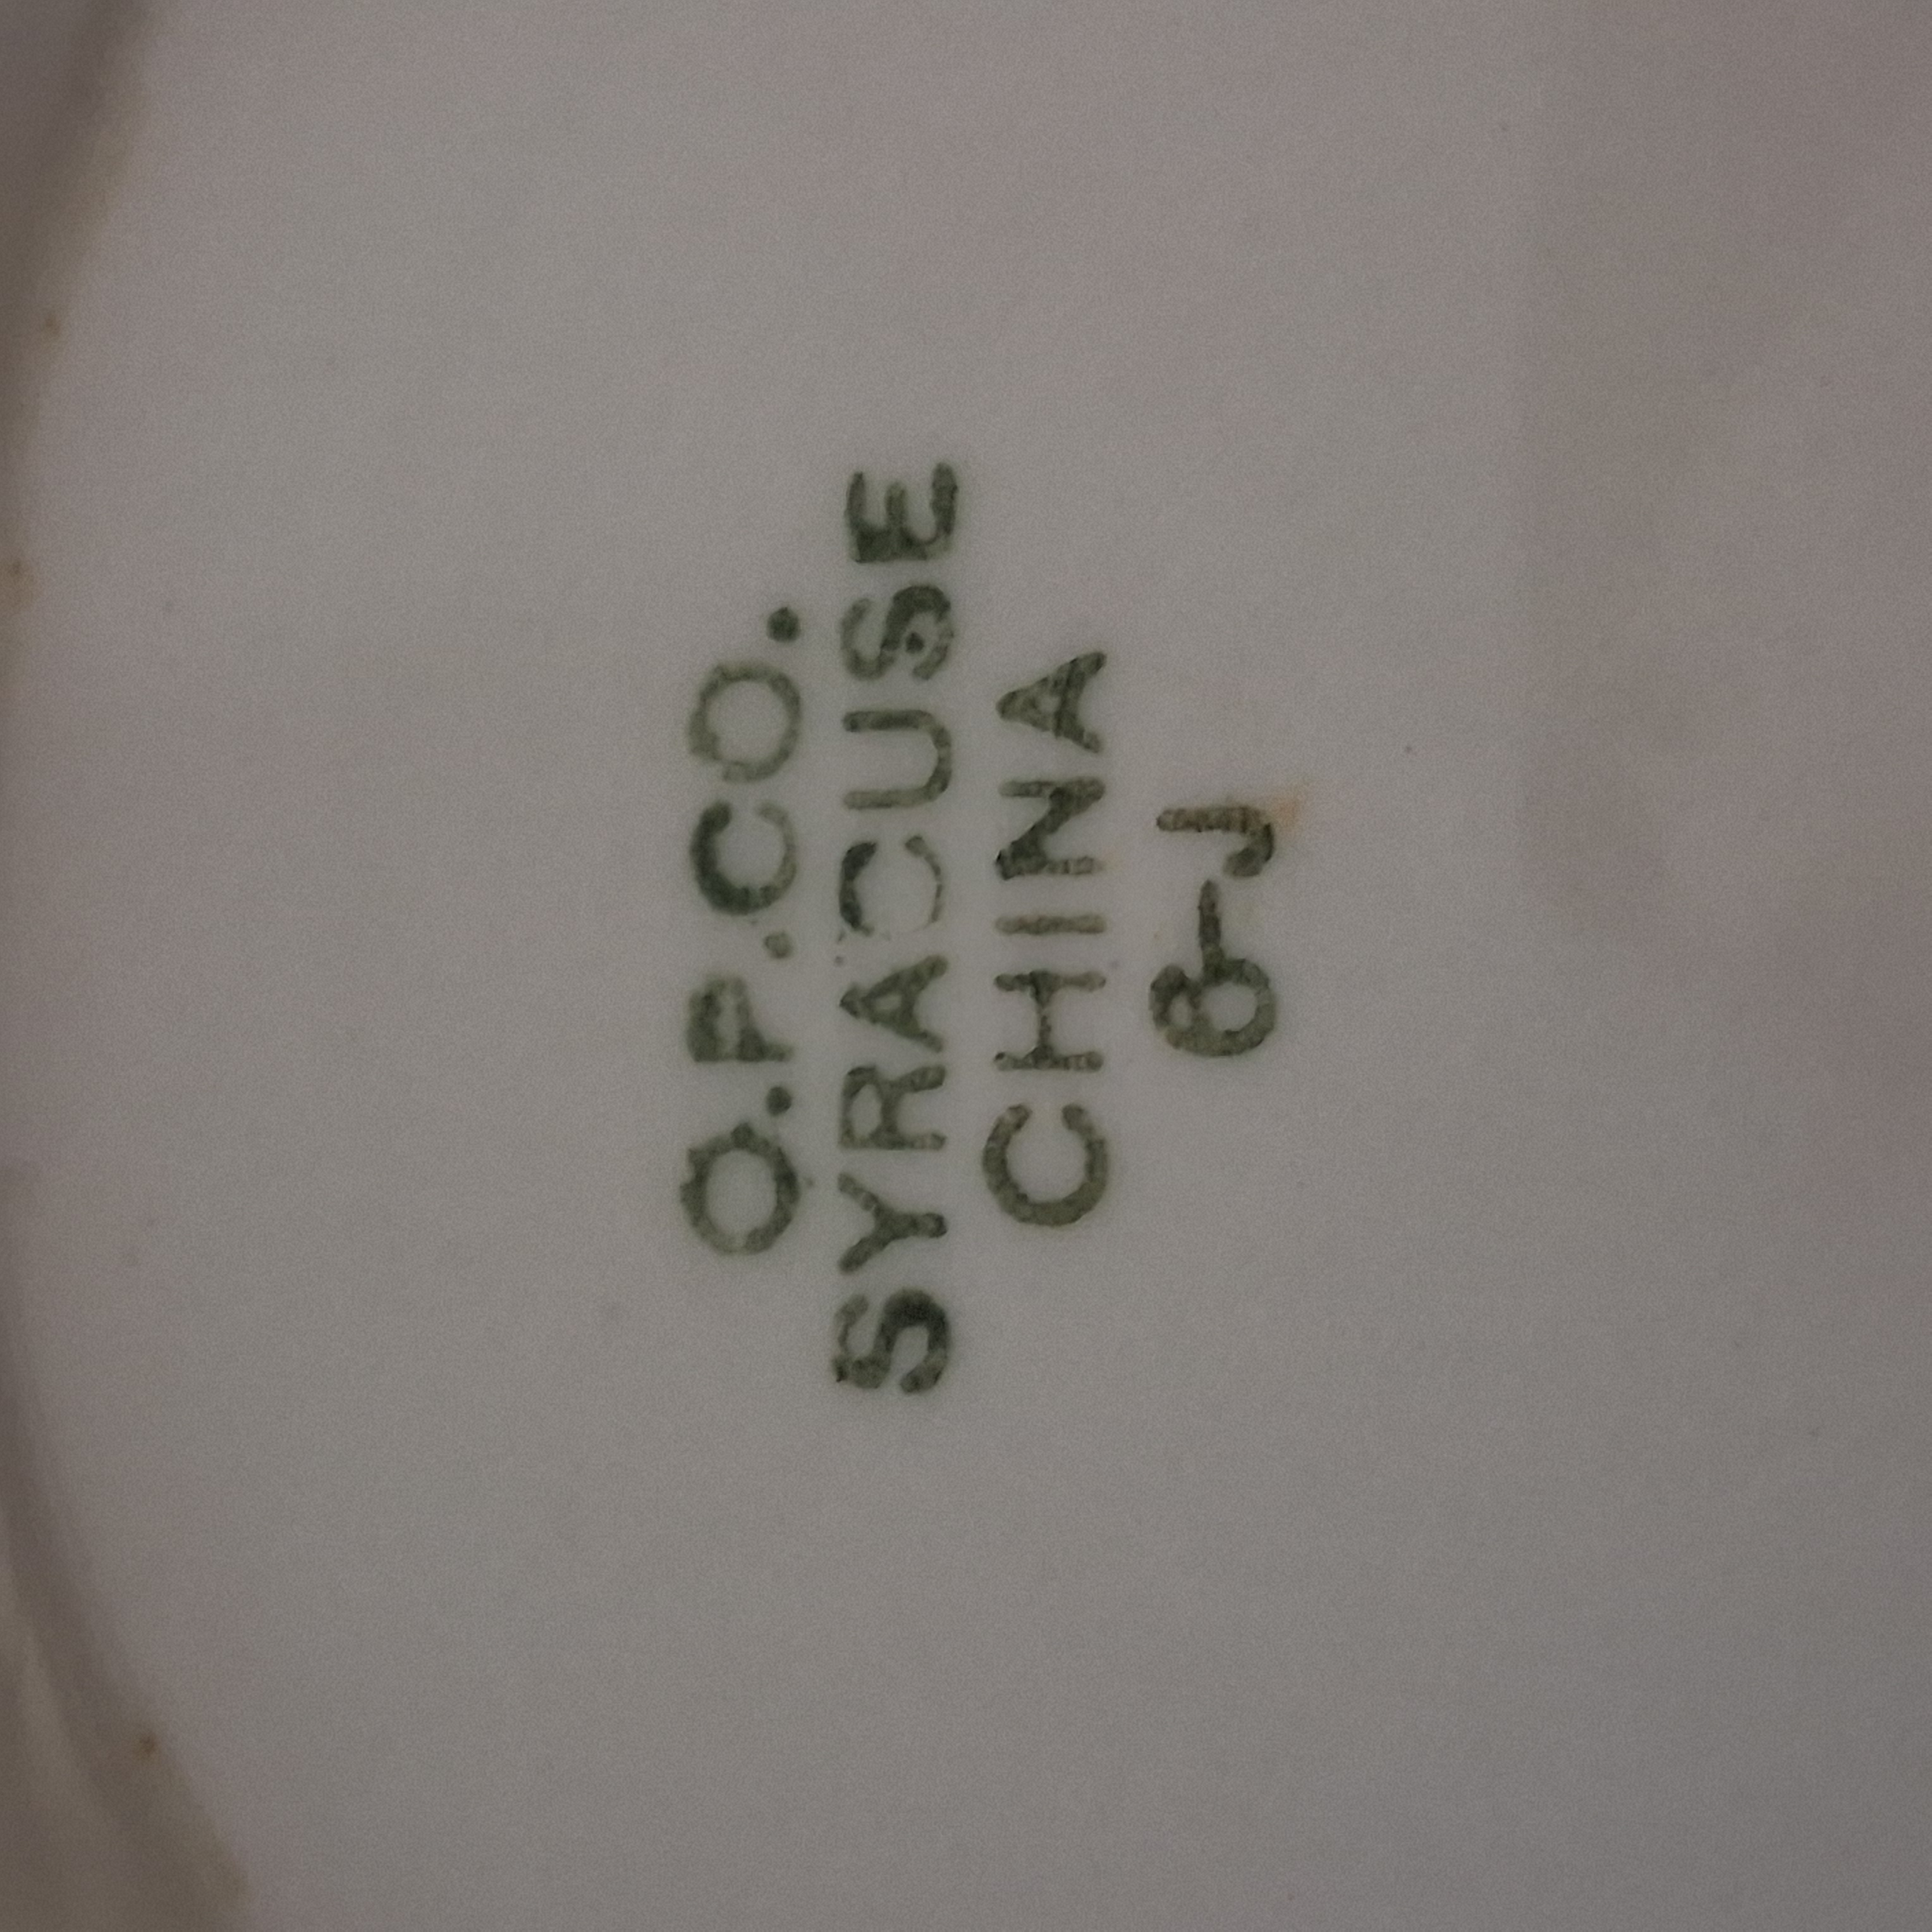 O.P.CO.
SYRACUSE
CHINA
8-J